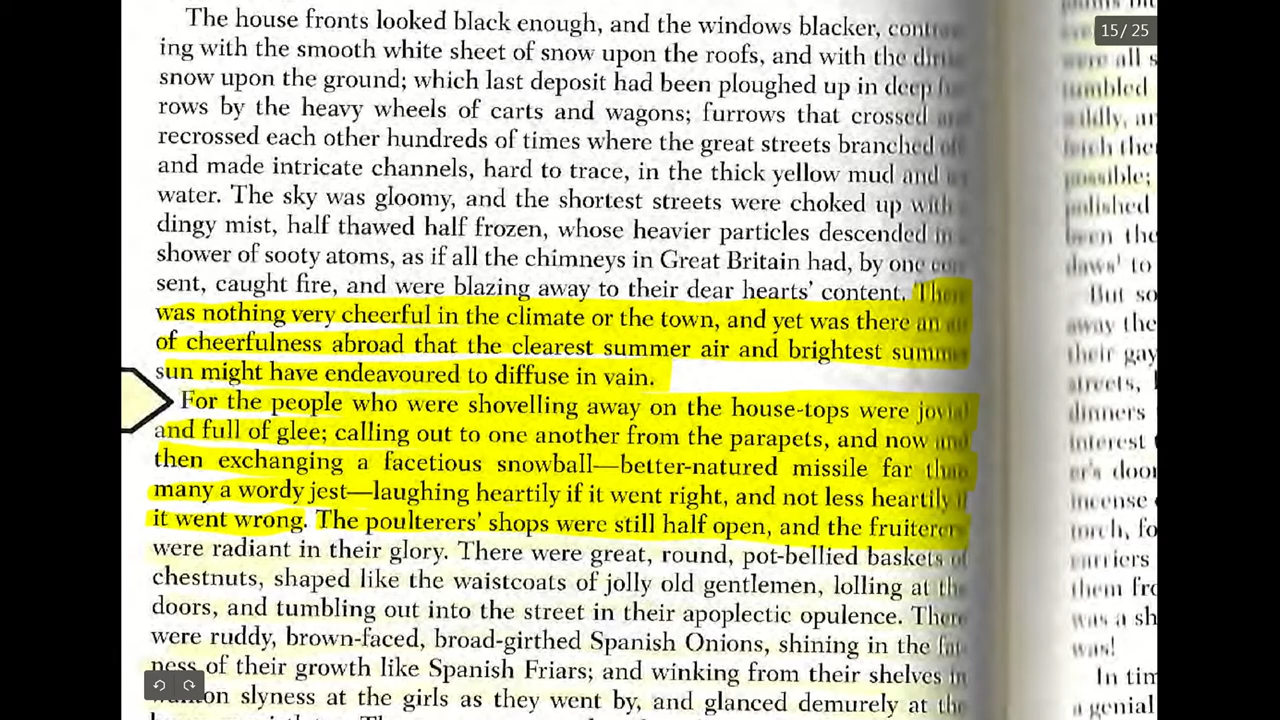 15/ 25
The house fronts looked black enough, and the windows blacker,
ing with the smooth white sheet of snow upon the roofs, and with the
snow upon the ground; which last deposit had been ploughed up in deep
rows by the heavy wheels of carts and wagons; furrows that crossed
recrossed each other hundreds of times where the great streets branched
and made intricate channels, hard to trace, in the thick yellow mud and
water. The sky was gloomy, and the shortest streets were choked up with
dingy mist, half thawed half frozen, whose heavier particles descended in
shower of sooty atoms, as if all the chimneys in Great Britain had, by one
sent, caught fire, and were blazing away to their dear hearts' content.
was nothing very cheerful in the climate or the town, and yet was there an
of cheerfulness abroad that the clearest summer air and brightest
sun might have endeavoured to diffuse in vain.
For the people who were shovelling away on the house-tops were jovial
and full of glee; calling out to one another from the parapets, and now and
then exchanging a facetious snowball—better-natured missile far than
many a wordy jest—laughing heartily if it went right, and not less heartily if
it went wrong. The poulterers' shops were still half open, and the
were radiant in their glory. There were great, round, pot-bellied baskets of
chestnuts, shaped like the waistcoats of jolly old gentlemen, lolling at the
doors, and tumbling out into the street in their apoplectic opulence. There
were ruddy, brown-faced, broad-girthed Spanish Onions, shining in the
ness of their growth like Spanish Friars; and winking from their shelves in
slyness at the girls as they went by, and glanced demurely at the
were all
tumbled
possible;
polished
been the
to
But so
away the
their gay
streets,
dinners
interest
door
incense
torch, fo
carriers
them
was a sh
was!
In tim
a genial